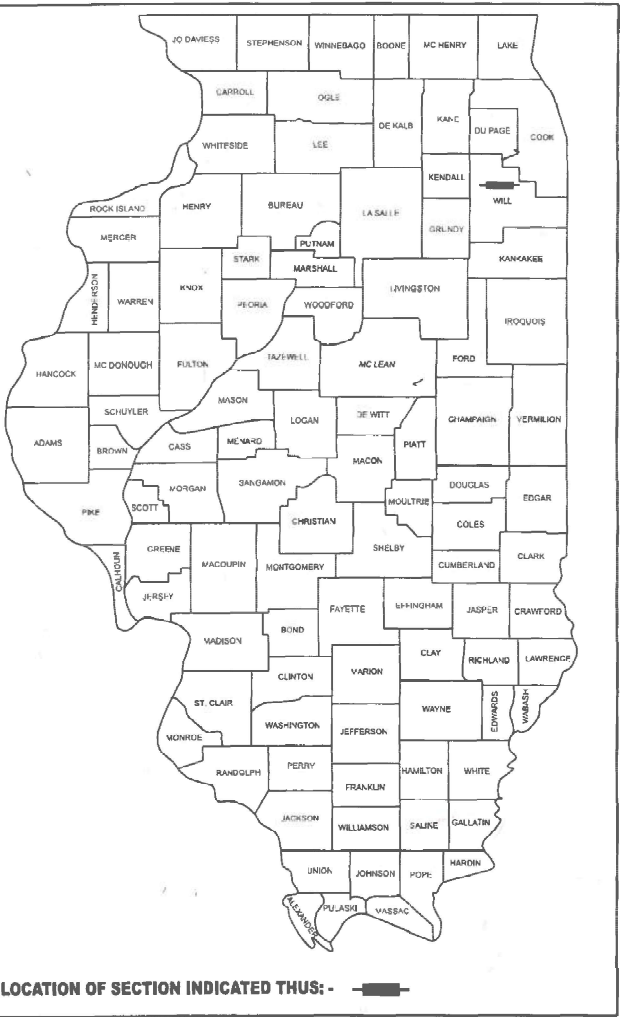 JO DAVIESS STEPHENSON WINNEBAGO BOONE MC HENRY LAKE
CARROLL OGLE DE KALB KANE DU PAGE COOK
WHITESIDE LEE
KENDALL WILL
ROCK ISLAND HENRY BUREAU LA SALLE GRUNDY
MERCER PUTNAM
STARK MARSHALL KANKAKEE
HENDERSON WARREN KNOX PEORIA WOODFORD LIVINGSTON IROQUOIS
HANCOCK MC DONOUGH FULTON TAZEWELL MC LEAN FORD
MASON
SCHUYLER LOGAN DE WITT CHAMPAIGN VERMILION
ADAMS BROWN CASS MENARD PIATT
MACON
MORGAN SANGAMON DOUGLAS EDGAR
PIKE SCOTT CHRISTIAN MOULTRIE
COLES
GREENE MACOUPIN MONTGOMERY SHELBY CLARK
CALHOUN CUMBERLAND
JERSEY FAYETTE EFFINGHAM JASPER CRAWFORD
MADISON BOND
CLAY RICHLAND LAWRENCE
CLINTON MARION
ST. CLAIR WAYNE EDWARDS WABASH
WASHINGTON JEFFERSON
MONROE
RANDOLPH PERRY HAMILTON WHITE
FRANKLIN
JACKSON WILLIAMSON SALINE GALLATIN
HARDIN
UNION JOHNSON POPE
ALEXANDER PULASKI MASSAC
LOCATION OF SECTION INDICATED THUS: -